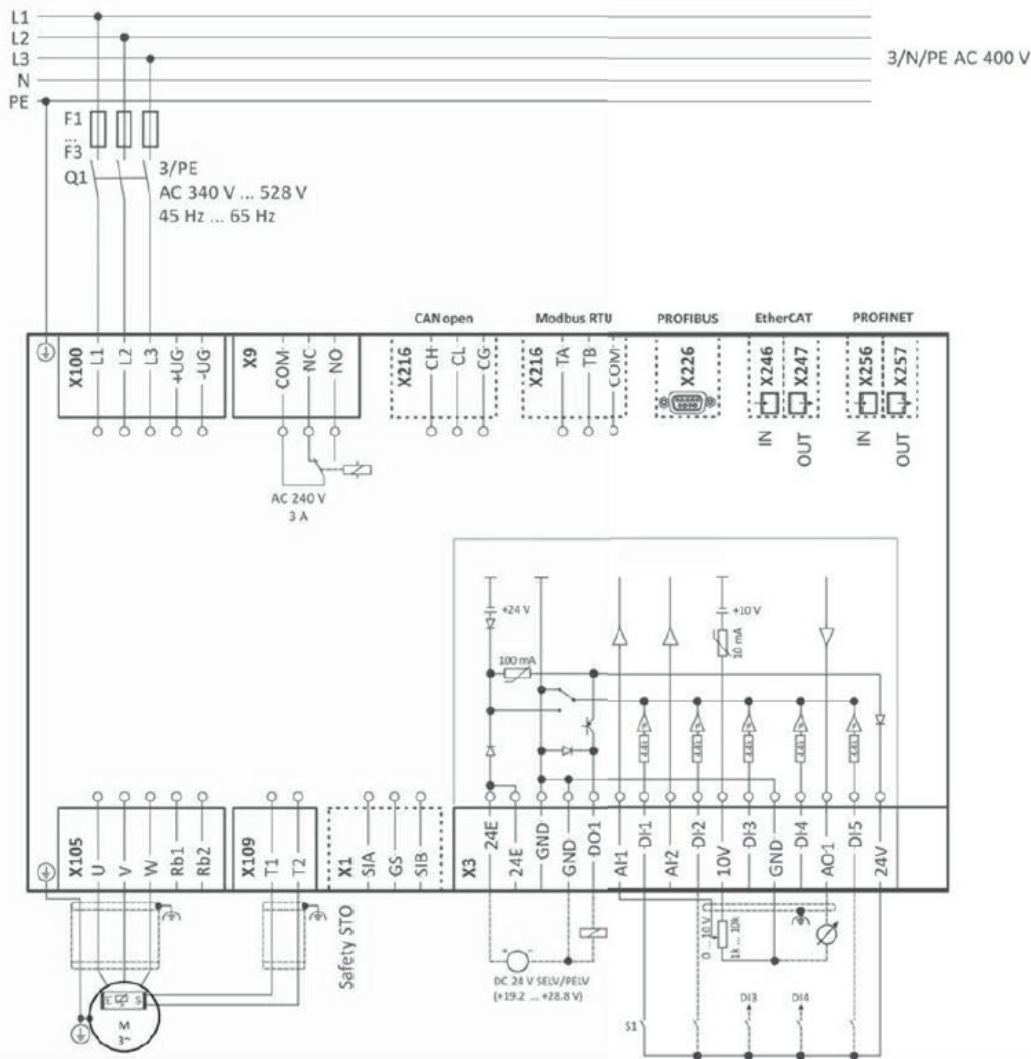 L1
L2
L3
N
PE
3/N/PE AC 400 V
F1
...
F3
Q1
3/PE
AC 340 V ... 528 V
45 Hz ... 65 Hz
CANopen
Modbus RTU
PROFIBUS
EtherCAT
PROFINET
X100
L1
L2
L3
+UG
-UG
X9
COM
NC
NO
X216
CH
CL
CG
X216
TA
TB
COM
X226
X246
X247
X256
X257
IN
OUT
IN
OUT
AC 240 V
3 A
+24 V
+10 V
100 mA
10 mA
X105
U
V
W
Rb1
Rb2
X109
T1
T2
X1
SIA
GS
SIB
X3
24E
24E
GND
GND
DO1
AI1
DI1
AI2
DI2
10V
DI3
GND
DI4
AO1
DI5
24V
Safety STO
0 ... 10 V
1k ... 10k
+
-
DC 24 V SELV/PELV
(+19.2 ... +28.8 V)
S1
DI3
DI4
M
3~